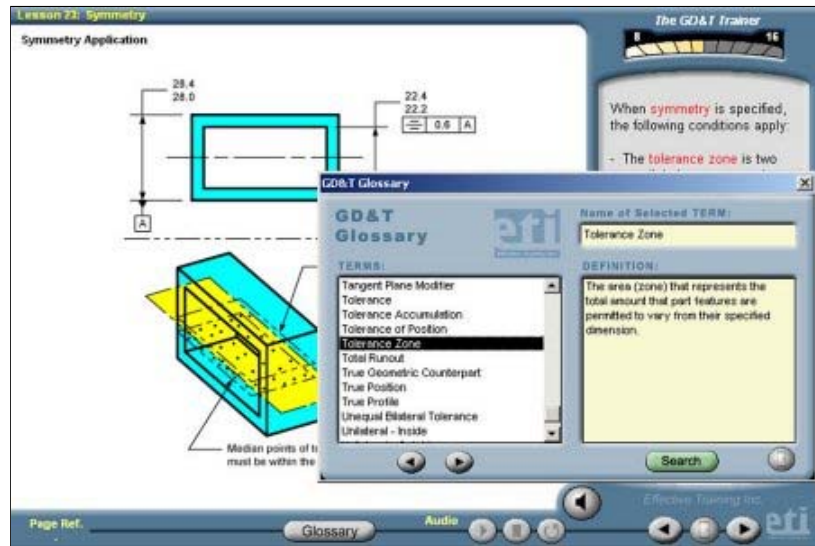 Lesson 23: Symmetry
The GD&T Trainer
8 16
Symmetry Application
28.4
28.0
22.4
22.2
0.6 A
A
When symmetry is specified,
the following conditions apply:
- The tolerance zone is two
GD&T Glossary
GD&T
Glossary
eti
Name of Selected TERM:
Tolerance Zone
TERMS:
Tangent Plane Modifier
Tolerance
Tolerance Accumulation
Tolerance of Position
Tolerance Zone
Total Runout
True Geometric Counterpart
True Position
True Profile
Unequal Bilateral Tolerance
Unilateral - Inside
DEFINITION:
The area (zone) that represents the
total amount that part features are
permitted to vary from their specified
dimension.
Search
Median points of
must be within the
Effective Training Inc.
Page Ref.
Glossary
Audio
eti